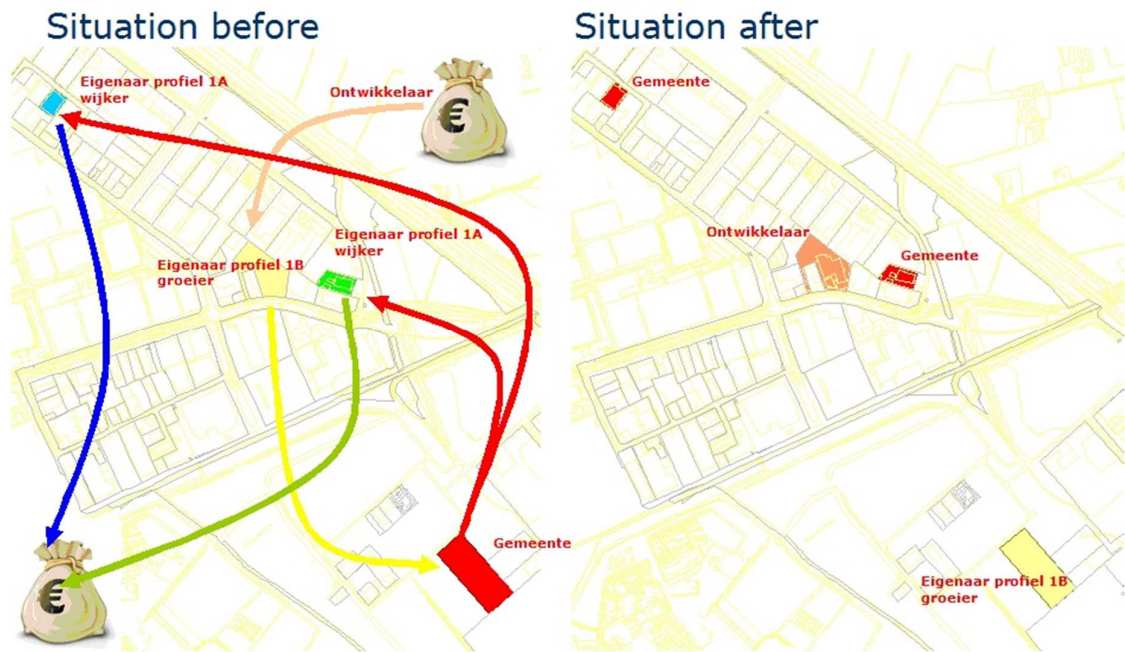 Situation before
Eigenaar profiel 1A
wijker
Ontwikkelaar
€
Eigenaar profiel 1A
wijker
Eigenaar profiel 1B
groeier
Gemeente
€
Situation after
Gemeente
Ontwikkelaar
Gemeente
Eigenaar profiel 1B
groeier